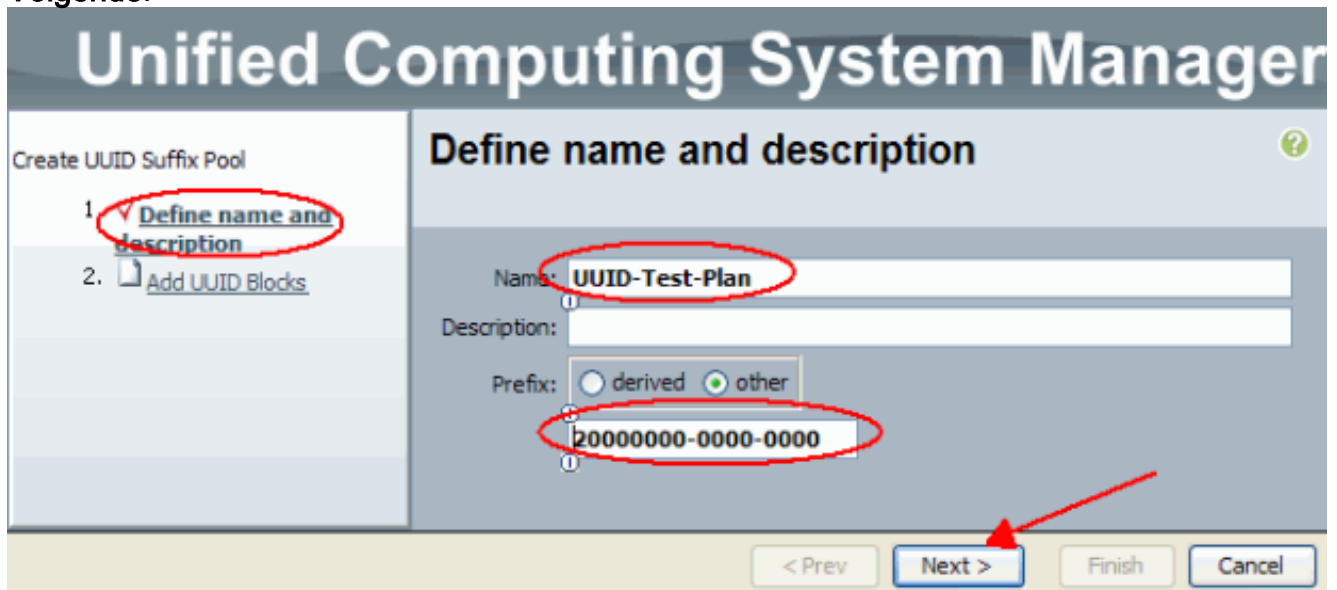 Volgende.
Unified Computing System Manager
Create UUID Suffix Pool
1. Define name and
description
2. Add UUID Blocks
Define name and description
Name: UUID-Test-Plan
Description:
Prefix: derived other
20000000-0000-0000
< Prev Next > Finish Cancel